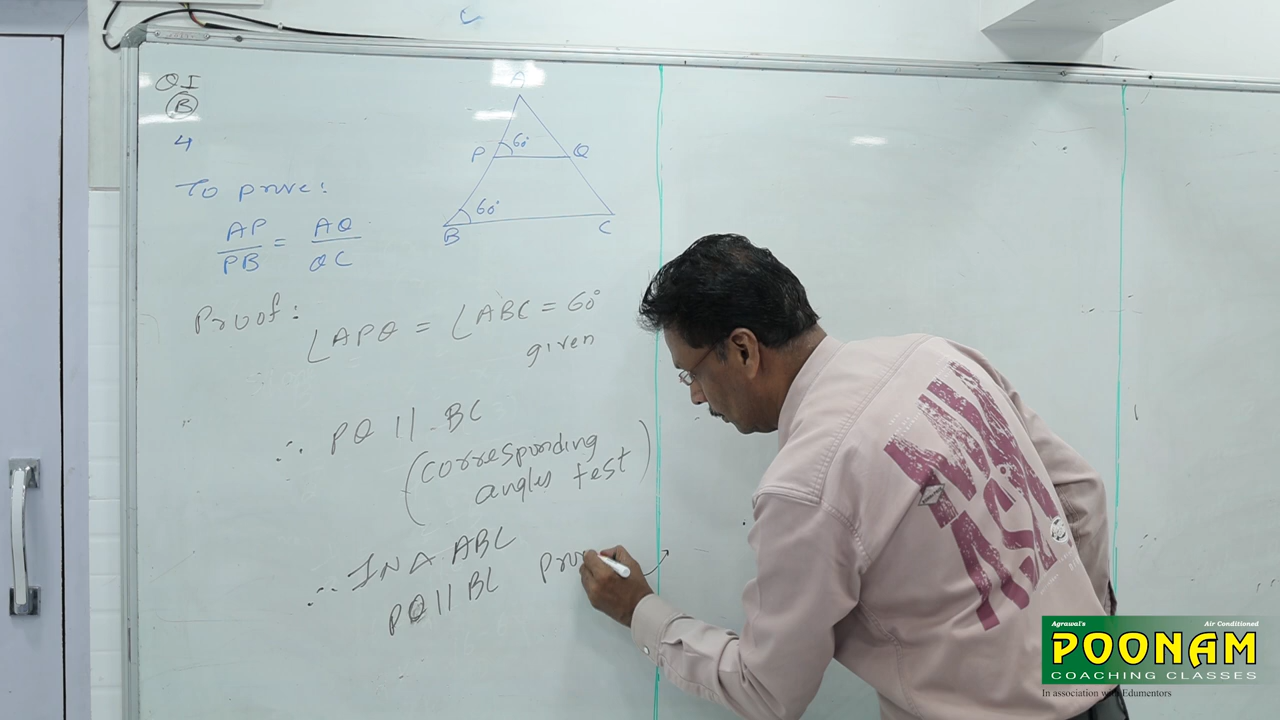 QI
B
4
To prove:
AP/PB = AQ/QC
A
P 60° Q
60°
B C
Proof:
∠APQ = ∠ABC = 60°
given
∴ PQ || BC
(corresponding
angles test)
∴ IN Δ ABC
PQ || BC
Agrawal's Air Conditioned
POONAM
COACHING CLASSES
In association with Edumentors